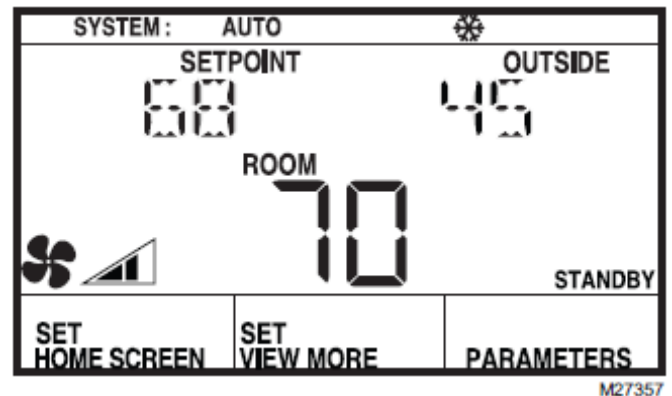 SYSTEM : AUTO
SETPOINT OUTSIDE
68 45
ROOM
70
STANDBY
SET SET
HOME SCREEN VIEW MORE PARAMETERS
M27357